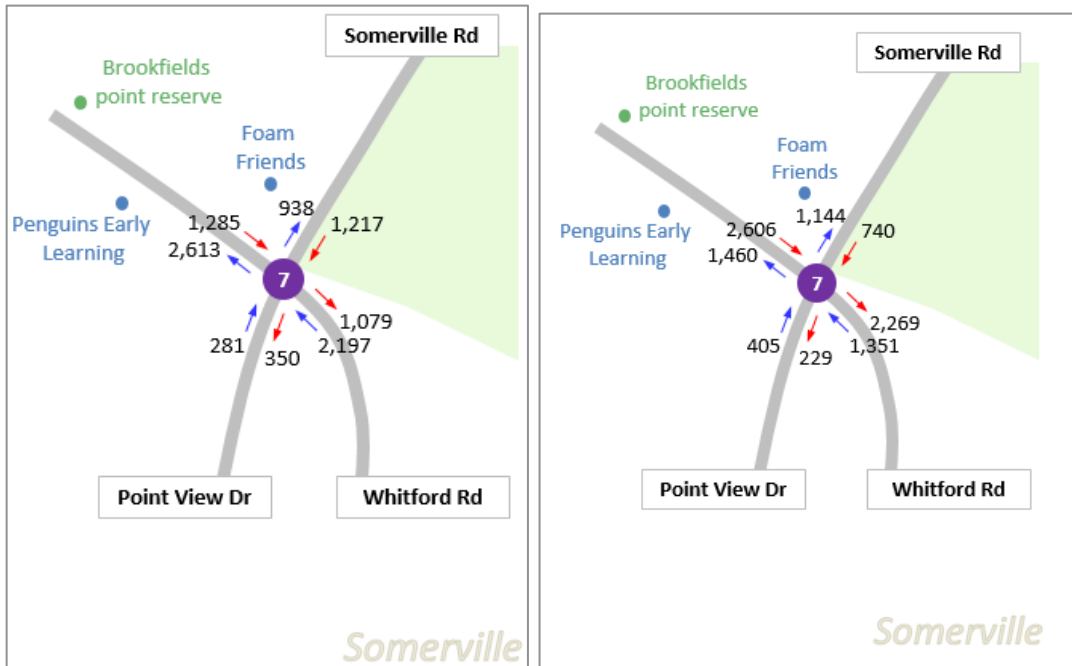 Somerville Rd
Brookfields
point reserve
Foam
Friends
938
1,217
1,285
Penguins Early
Learning
2,613
7
1,079
281
350
2,197
Point View Dr
Whitford Rd
Somerville
Somerville Rd
Brookfields
point reserve
Foam
Friends
1,144
740
Penguins Early
Learning
2,606
1,460
7
2,269
405
229
1,351
Point View Dr
Whitford Rd
Somerville